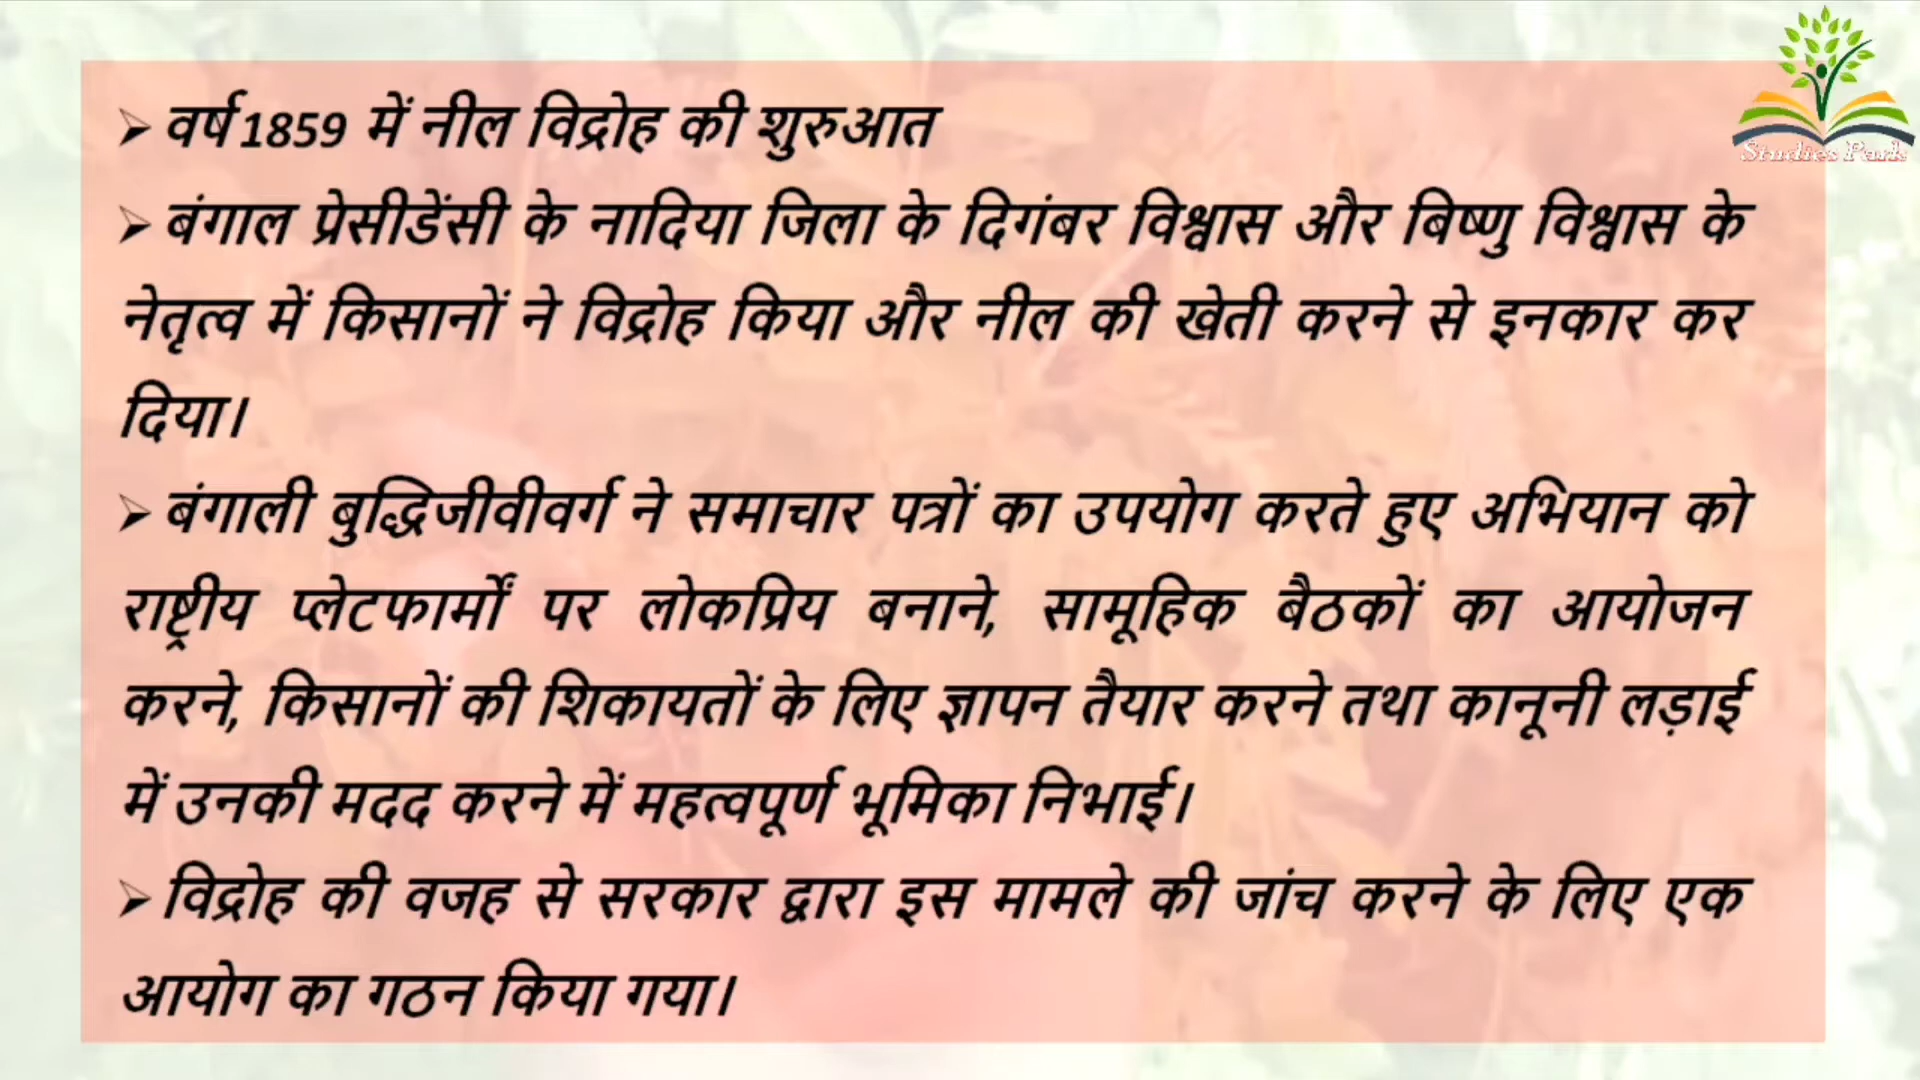 ➢ वर्ष 1859 में नील विद्रोह की शुरुआत
➢ बंगाल प्रेसीडेंसी के नादिया जिला के दिगंबर विश्वास और बिष्णु विश्वास के
नेतृत्व में किसानों ने विद्रोह किया और नील की खेती करने से इनकार कर
दिया।
➢ बंगाली बुद्धिजीवीवर्ग ने समाचार पत्रों का उपयोग करते हुए अभियान को
राष्ट्रीय प्लेटफार्मों पर लोकप्रिय बनाने, सामूहिक बैठकों का आयोजन
करने, किसानों की शिकायतों के लिए ज्ञापन तैयार करने तथा कानूनी लड़ाई
में उनकी मदद करने में महत्वपूर्ण भूमिका निभाई।
➢ विद्रोह की वजह से सरकार द्वारा इस मामले की जांच करने के लिए एक
आयोग का गठन किया गया।
Studies Park